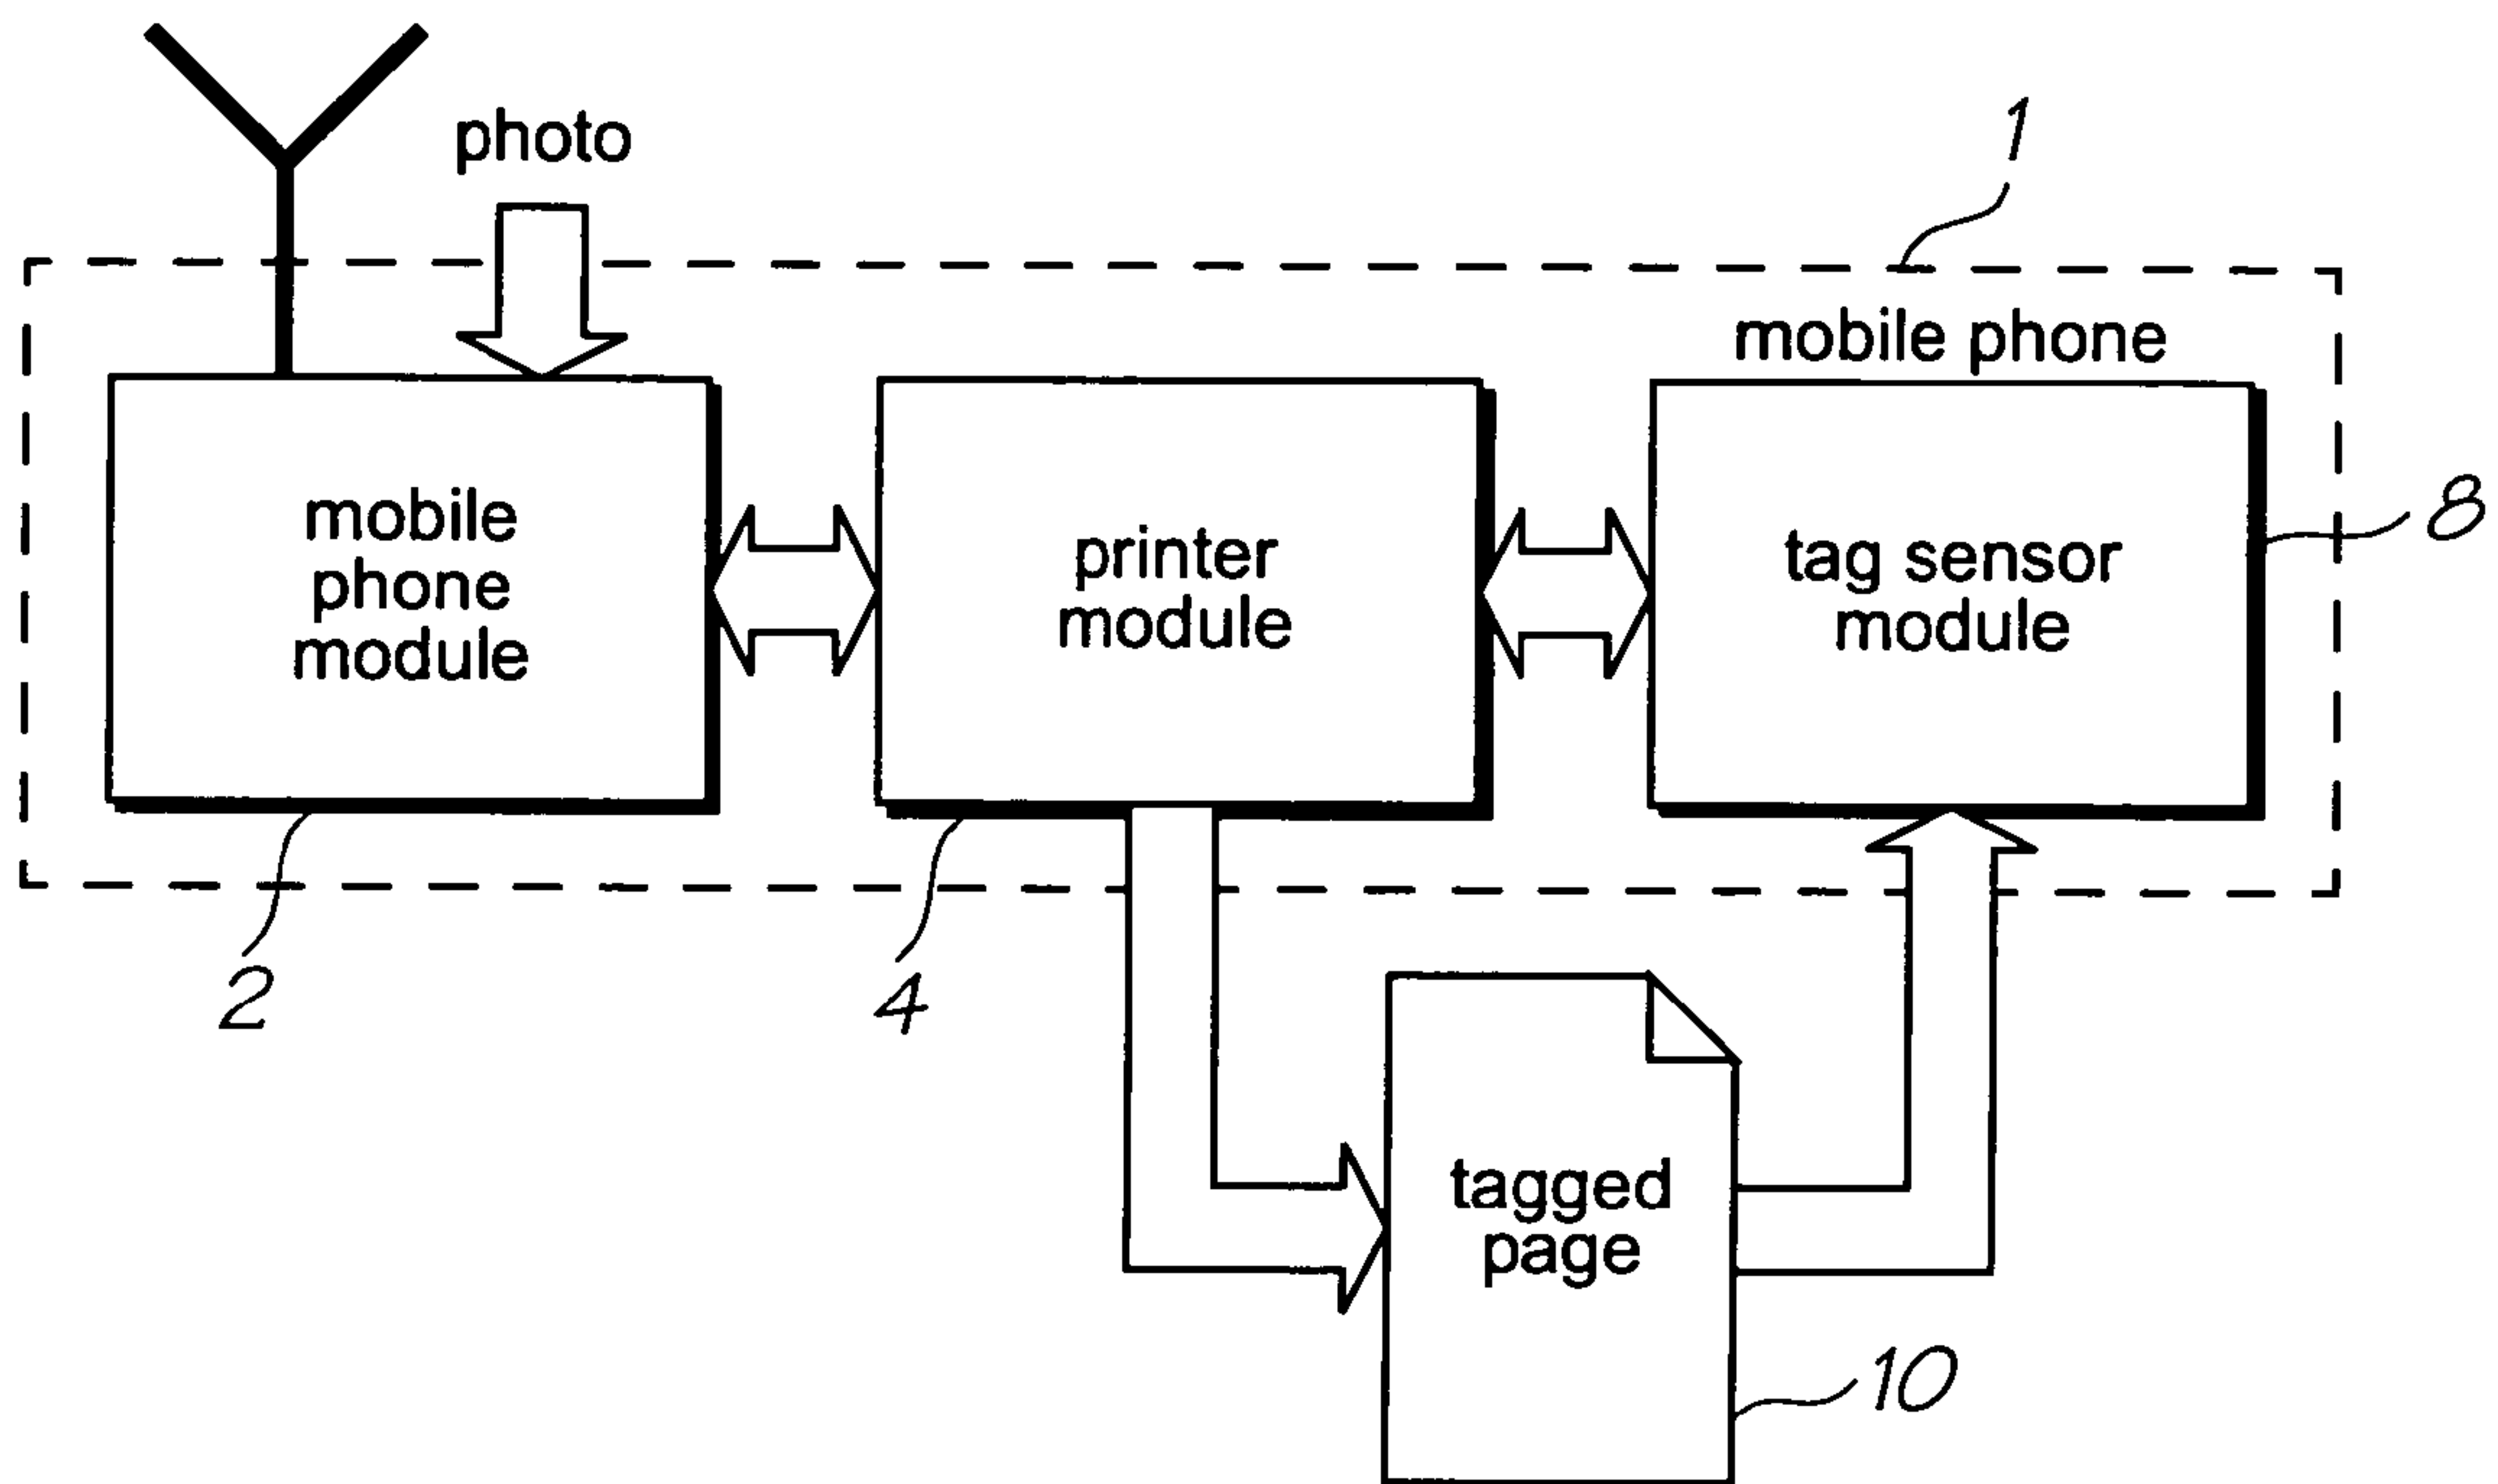 photo
1
mobile phone
mobile
phone
module
printer
module
tag sensor
module
8
2
4
tagged
page
10